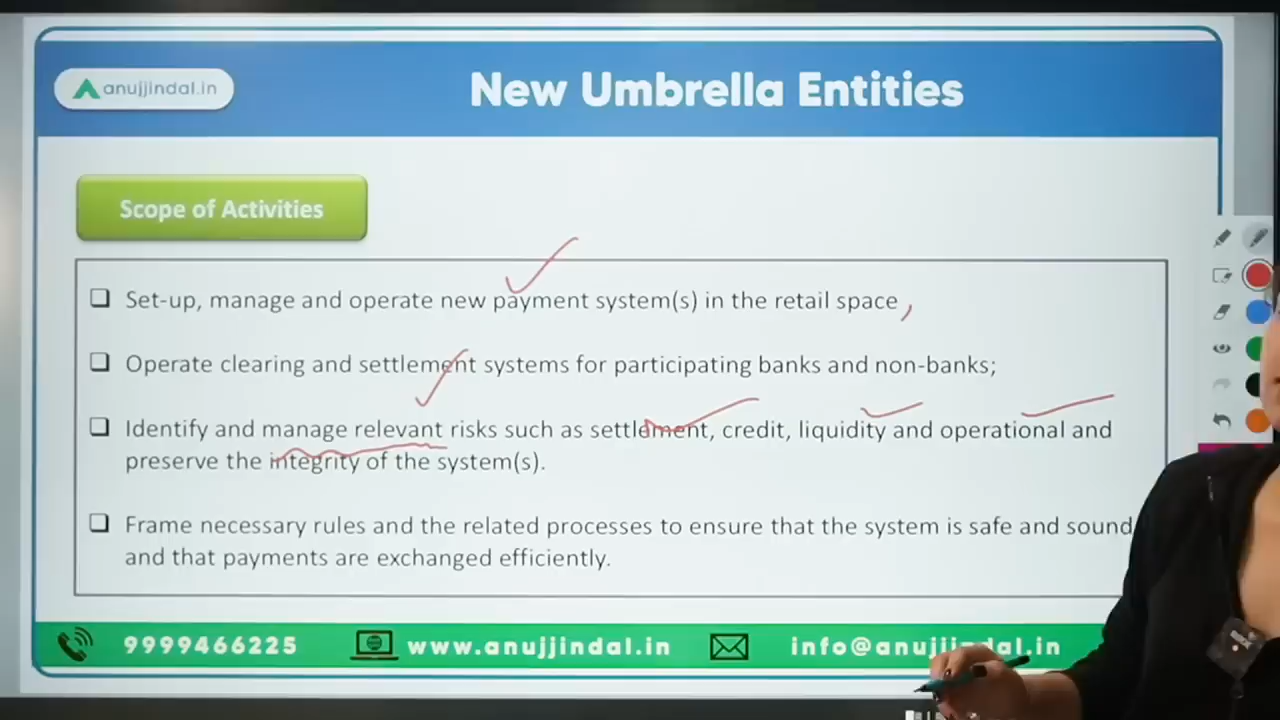 anujjindal.in
New Umbrella Entities
Scope of Activities
Set-up, manage and operate new payment system(s) in the retail space,
Operate clearing and settlement systems for participating banks and non-banks;
Identify and manage relevant risks such as settlement, credit, liquidity and operational and
preserve the integrity of the system(s).
Frame necessary rules and the related processes to ensure that the system is safe and sound
and that payments are exchanged efficiently.
9999466225 www.anujjindal.in info@anujjindal.in